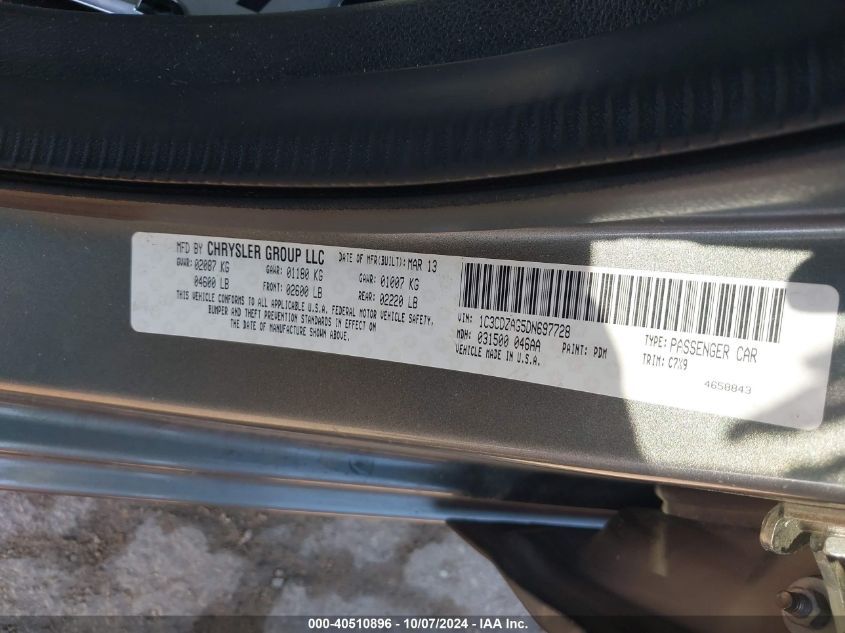 MFD BY CHRYSLER GROUP LLC DATE OF MFR(BUILT): MAR 13
GVWR: 02087 KG GAWR: 01180 KG GAWR: 01007 KG
04600 LB FRONT: 02600 LB REAR: 02220 LB
THIS VEHICLE CONFORMS TO ALL APPLICABLE U.S.A. FEDERAL MOTOR VEHICLE SAFETY,
BUMPER AND THEFT PREVENTION STANDARDS IN EFFECT ON
THE DATE OF MANUFACTURE SHOWN ABOVE.
VIN: 1C3CDZAG5DN697728 TYPE: PASSENGER CAR
MDH: 031500 046AA PAINT: PDM TRIM: C7X9
VEHICLE MADE IN U.S.A.
4658843
000-40510896 - 10/07/2024 - IAA Inc.